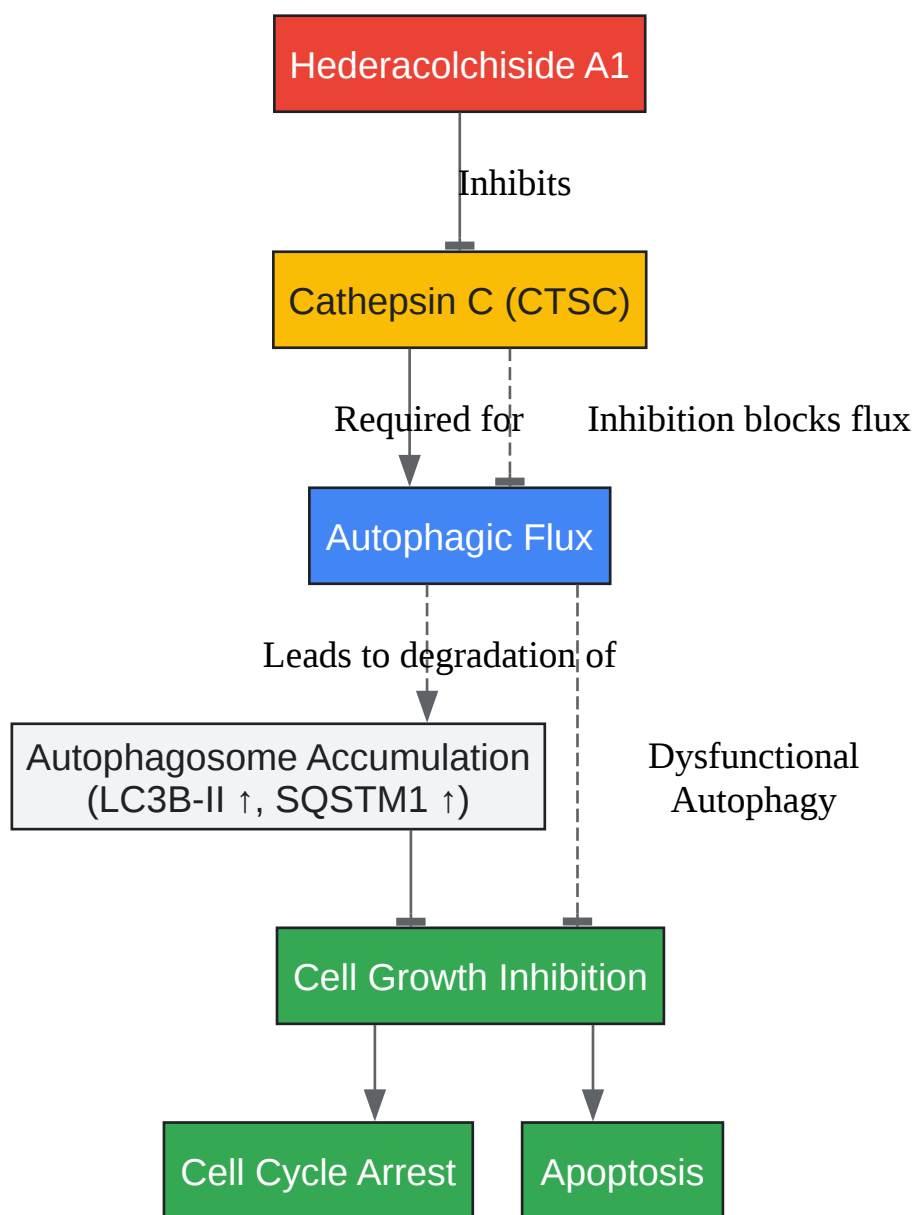 Hederacolchiside A1
Inhibits
Cathepsin C (CTSC)
Required for
Inhibition blocks flux
Autophagic Flux
Leads to degradation of
Autophagosome Accumulation
(LC3B-II ↑, SQSTM1 ↑)
Dysfunctional
Autophagy
Cell Growth Inhibition
Cell Cycle Arrest
Apoptosis